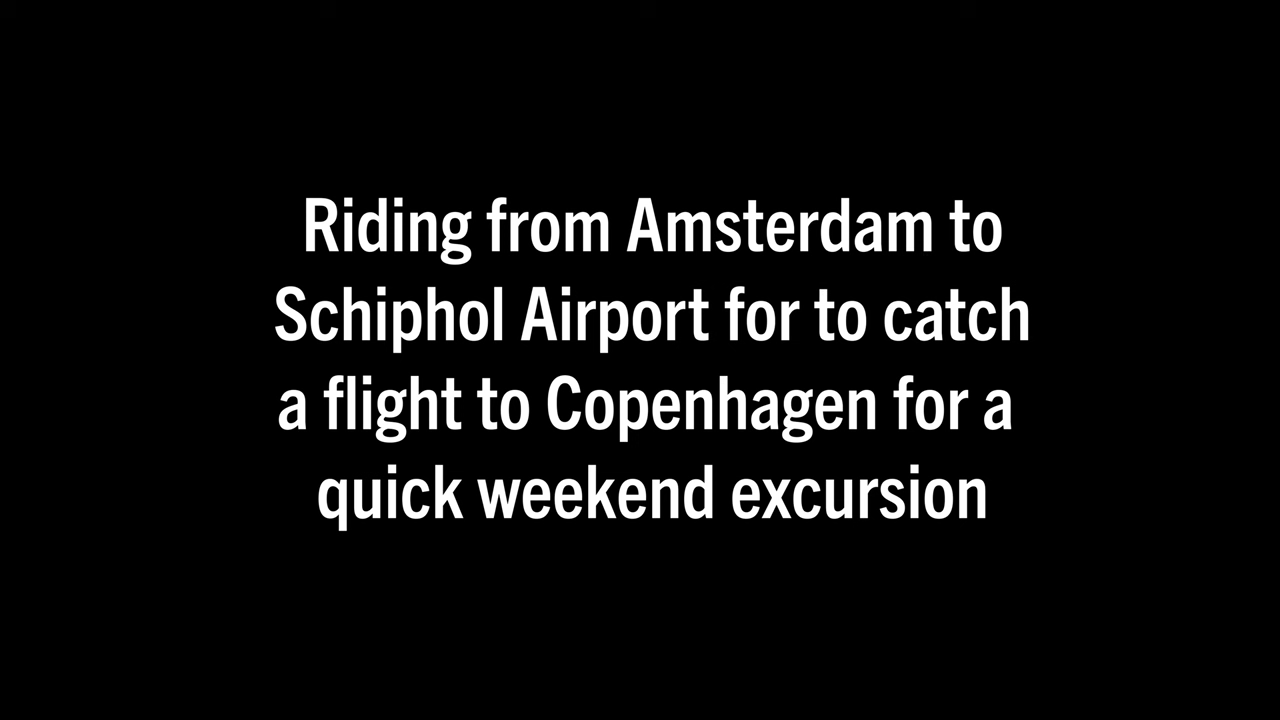 Riding from Amsterdam to
Schiphol Airport for to catch
a flight to Copenhagen for a
quick weekend excursion